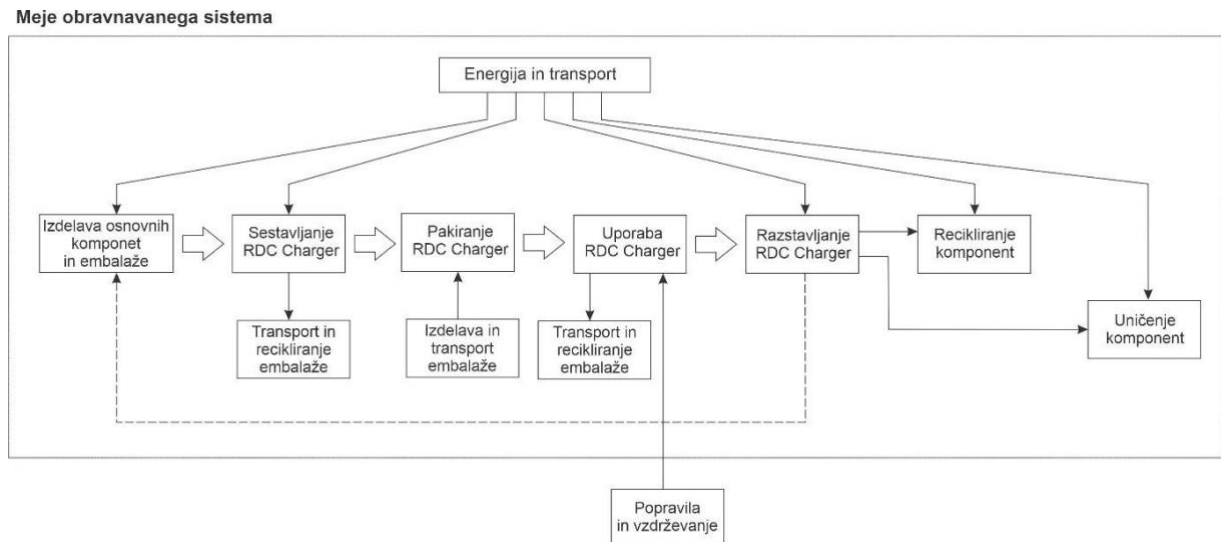 Meje obravnavanega sistema
Energija in transport
Izdelava osnovnih
komponet
in embalaže
Sestavljanje
RDC Charger
Pakiranje
RDC Charger
Uporaba
RDC Charger
Razstavljanje
RDC Charger
Recikliranje
komponent
Uničenje
komponent
Transport in
recikliranje
embalaže
Izdelava in
transport
embalaže
Transport in
recikliranje
embalaže
Popravila
in vzdrževanje